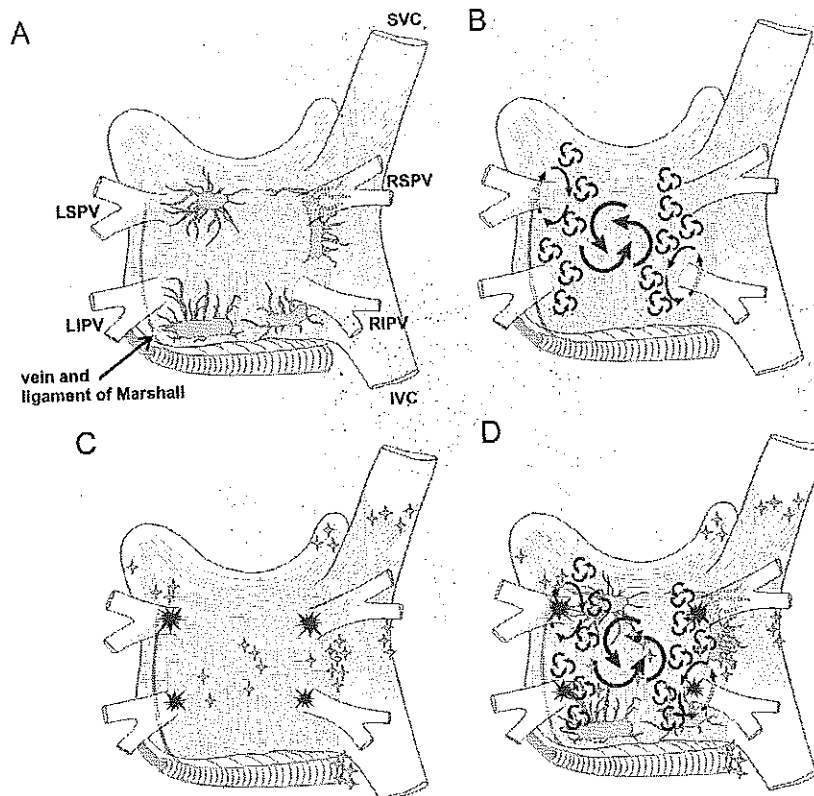 A
SVC
LSPV
RSPV
LIPV
RIPV
vein and
ligament of Marshall
IVC
B
C
D